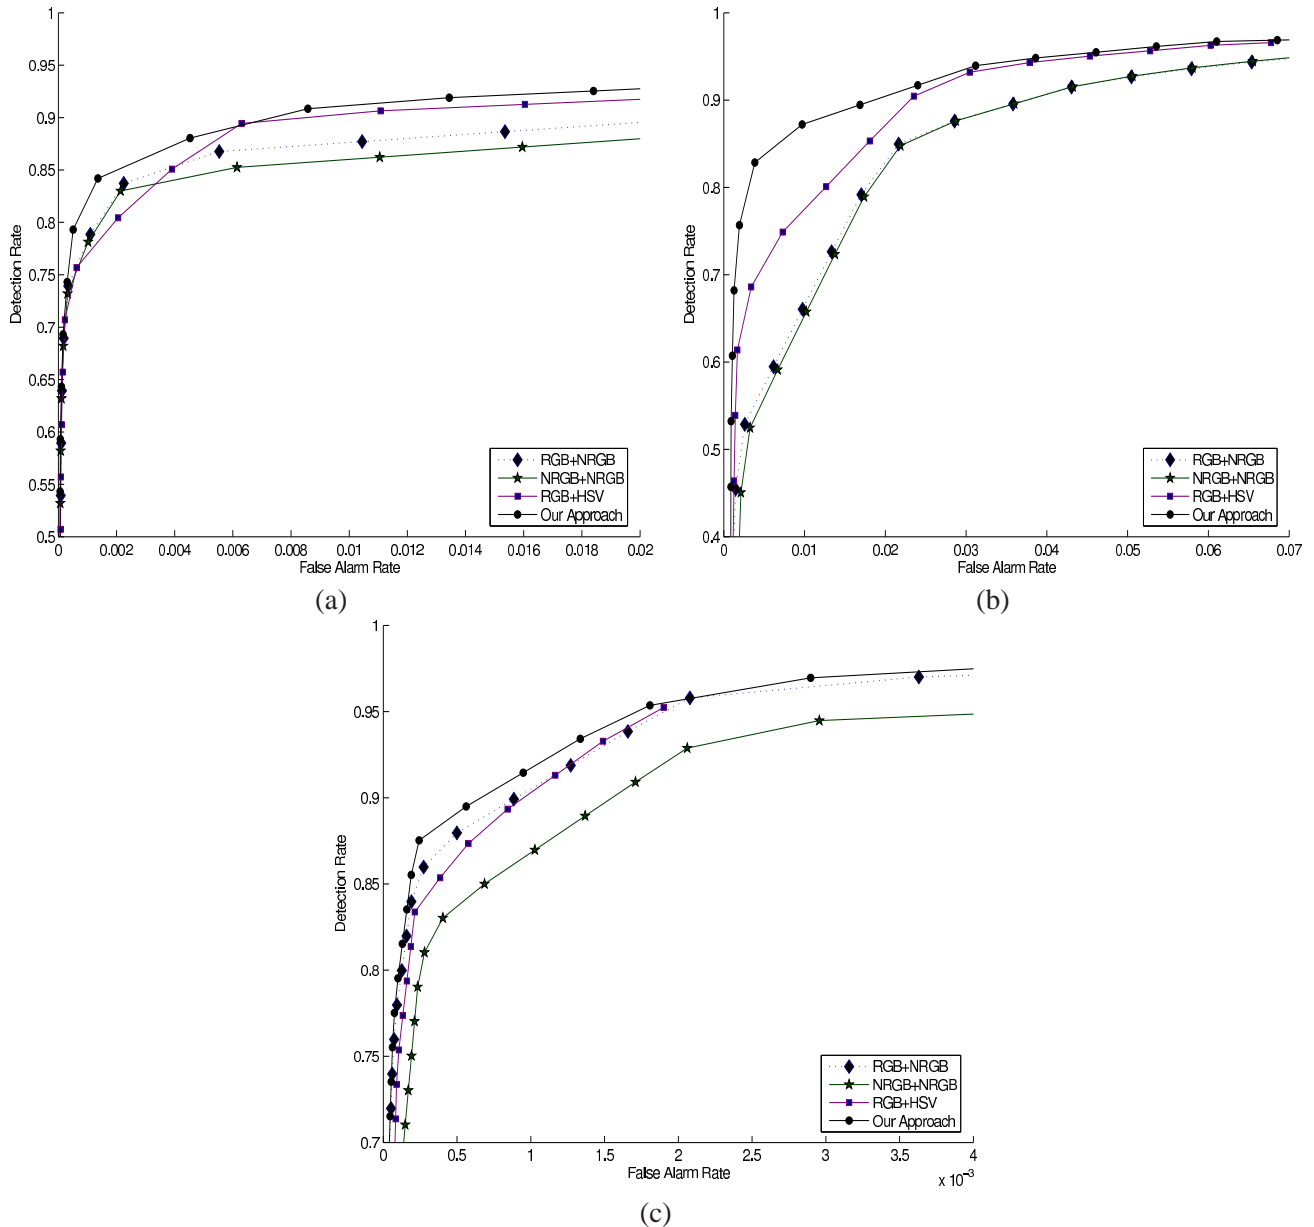 1
0.95
0.9
0.85
0.8
0.75
0.7
0.65
0.6
0.55
0.5
Detection Rate
0 0.002 0.004 0.006 0.008 0.01 0.012 0.014 0.016 0.018 0.02
False Alarm Rate
RGB+NRGB
NRGB+NRGB
RGB+HSV
Our Approach
(a)
1
0.9
0.8
0.7
0.6
0.5
0.4
Detection Rate
0 0.01 0.02 0.03 0.04 0.05 0.06 0.07
False Alarm Rate
RGB+NRGB
NRGB+NRGB
RGB+HSV
Our Approach
(b)
1
0.95
0.9
0.85
0.8
0.75
0.7
Detection Rate
0 0.5 1 1.5 2 2.5 3 3.5 4
False Alarm Rate
x 10⁻³
RGB+NRGB
NRGB+NRGB
RGB+HSV
Our Approach
(c)